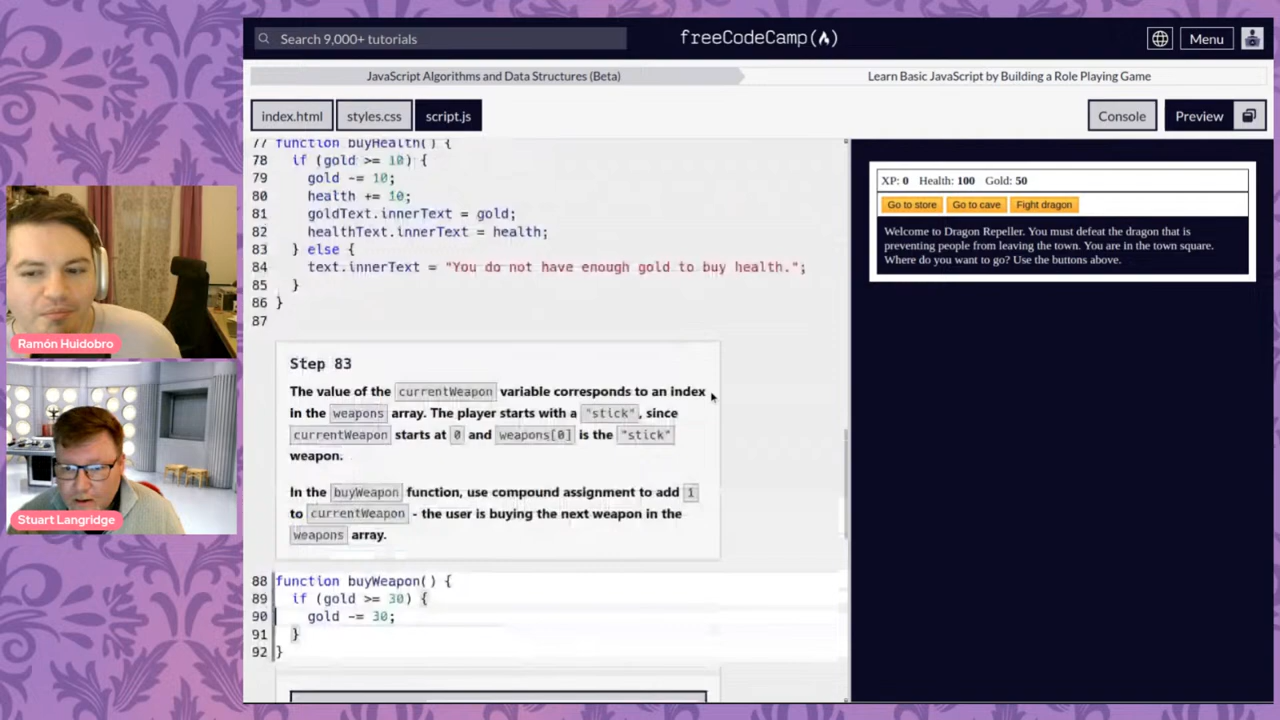 Search 9,000+ tutorials
freeCodeCamp
Menu
JavaScript Algorithms and Data Structures (Beta)
Learn Basic JavaScript by Building a Role Playing Game
index.html
styles.css
script.js
Console
Preview
77 function buyHealth() {
78 if (gold >= 10) {
79 gold -= 10;
80 health += 10;
81 goldText.innerText = gold;
82 healthText.innerText = health;
83 } else {
84 text.innerText = "You do not have enough gold to buy health.";
85 }
86 }
87
Step 83
The value of the currentWeapon variable corresponds to an index
in the weapons array. The player starts with a "stick", since
currentWeapon starts at 0 and weapons[0] is the "stick"
weapon.
In the buyWeapon function, use compound assignment to add 1
to currentWeapon - the user is buying the next weapon in the
weapons array.
88 function buyWeapon() {
89 if (gold >= 30) {
90 gold -= 30;
91 }
92 }
XP: 0 Health: 100 Gold: 50
Go to store
Go to cave
Fight dragon
Welcome to Dragon Repeller. You must defeat the dragon that is
preventing people from leaving the town. You are in the town square.
Where do you want to go? Use the buttons above.
Ramón Huidobro
Stuart Langridge